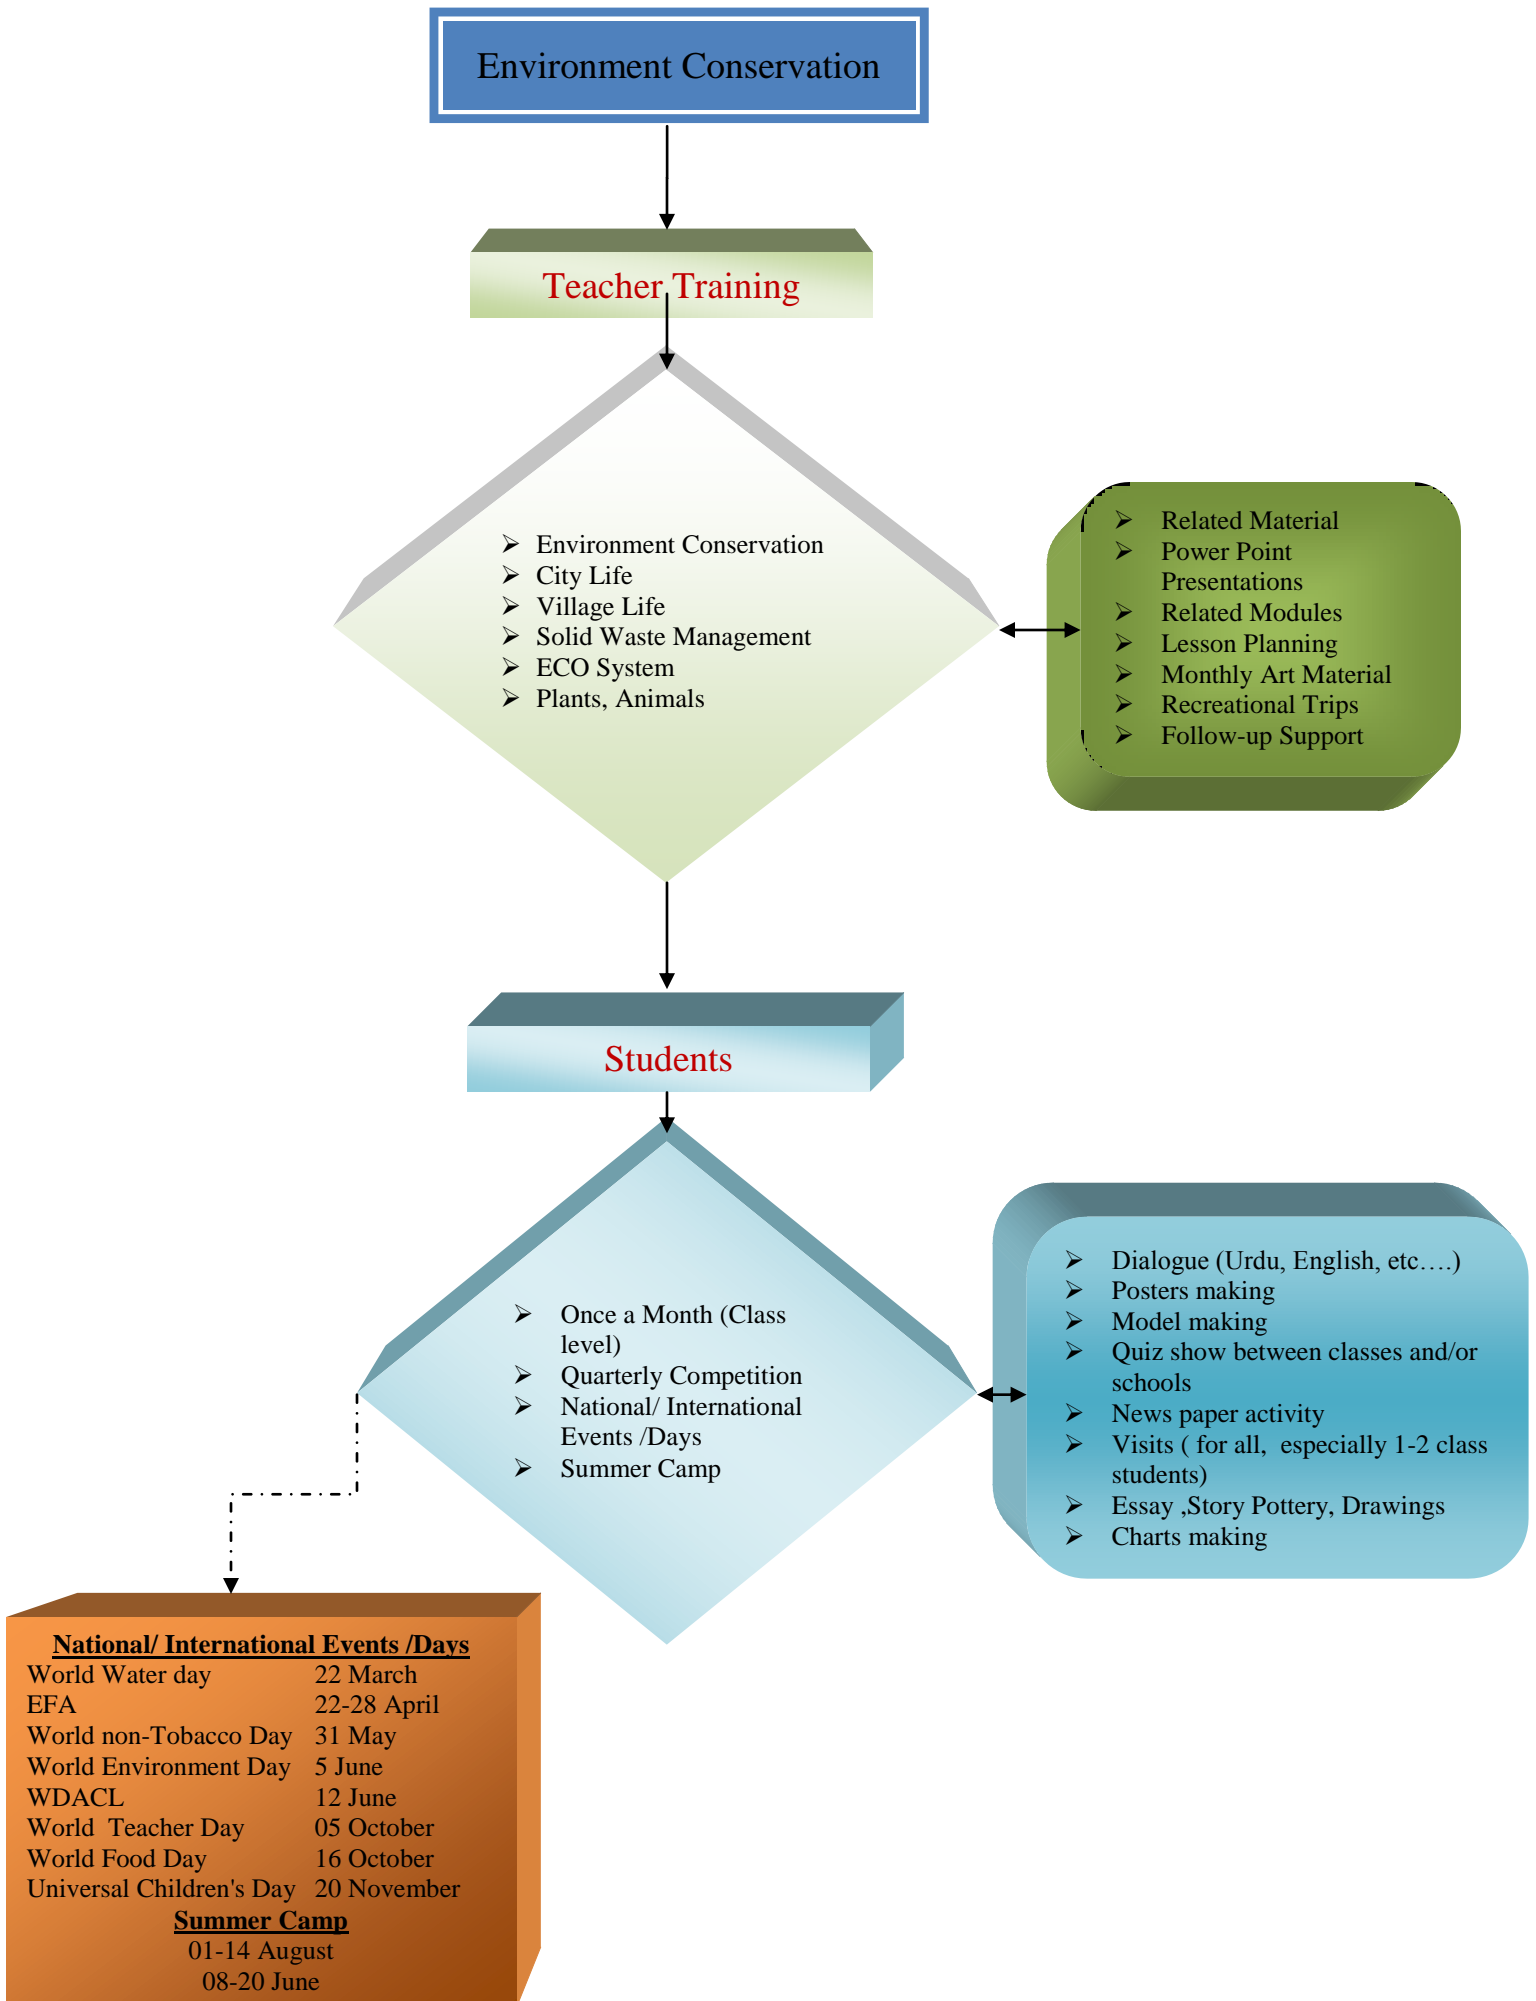 Environment Conservation
Teacher Training
➢ Environment Conservation
➢ City Life
➢ Village Life
➢ Solid Waste Management
➢ ECO System
➢ Plants, Animals
➢ Related Material
➢ Power Point
Presentations
➢ Related Modules
➢ Lesson Planning
➢ Monthly Art Material
➢ Recreational Trips
➢ Follow-up Support
Students
➢ Once a Month (Class
level)
➢ Quarterly Competition
➢ National/ International
Events /Days
➢ Summer Camp
➢ Dialogue (Urdu, English, etc….)
➢ Posters making
➢ Model making
➢ Quiz show between classes and/or
schools
➢ News paper activity
➢ Visits ( for all, especially 1-2 class
students)
➢ Essay ,Story Pottery, Drawings
➢ Charts making
National/ International Events /Days
World Water day 22 March
EFA 22-28 April
World non-Tobacco Day 31 May
World Environment Day 5 June
WDACL 12 June
World Teacher Day 05 October
World Food Day 16 October
Universal Children's Day 20 November
Summer Camp
01-14 August
08-20 June